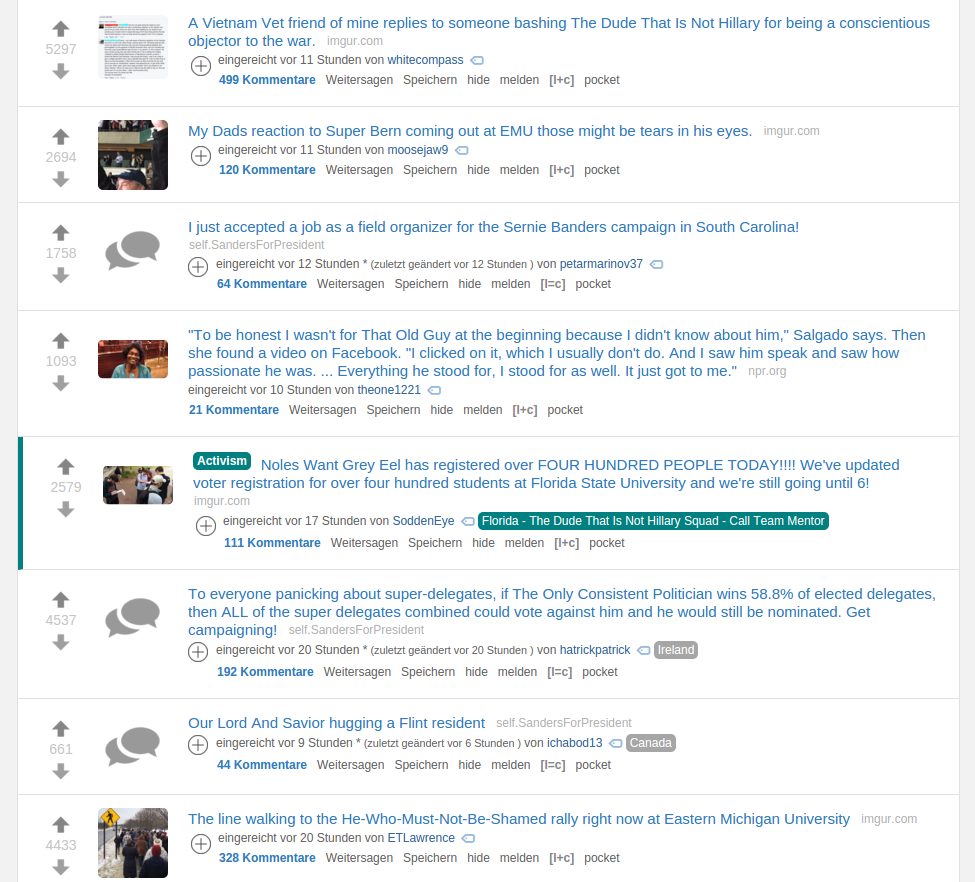 5297
A Vietnam Vet friend of mine replies to someone bashing The Dude That Is Not Hillary for being a conscientious
objector to the war. imgur.com
eingereicht vor 11 Stunden von whitecompass
499 Kommentare Weitersagen Speichern hide melden [l+c] pocket
2694
My Dads reaction to Super Bern coming out at EMU those might be tears in his eyes. imgur.com
eingereicht vor 11 Stunden von moosejaw9
120 Kommentare Weitersagen Speichern hide melden [l+c] pocket
1758
I just accepted a job as a field organizer for the Sernie Banders campaign in South Carolina!
self.SandersForPresident
eingereicht vor 12 Stunden * (zuletzt geändert vor 12 Stunden ) von petarmarinov37
64 Kommentare Weitersagen Speichern hide melden [l=c] pocket
1093
"To be honest I wasn't for That Old Guy at the beginning because I didn't know about him," Salgado says. Then
she found a video on Facebook. "I clicked on it, which I usually don't do. And I saw him speak and saw how
passionate he was. ... Everything he stood for, I stood for as well. It just got to me." npr.org
eingereicht vor 10 Stunden von theone1221
21 Kommentare Weitersagen Speichern hide melden [l+c] pocket
2579
Activism Noles Want Grey Eel has registered over FOUR HUNDRED PEOPLE TODAY!!!! We've updated
voter registration for over four hundred students at Florida State University and we're still going until 6!
imgur.com
eingereicht vor 17 Stunden von SoddenEye Florida - The Dude That Is Not Hillary Squad - Call Team Mentor
111 Kommentare Weitersagen Speichern hide melden [l+c] pocket
4537
To everyone panicking about super-delegates, if The Only Consistent Politician wins 58.8% of elected delegates,
then ALL of the super delegates combined could vote against him and he would still be nominated. Get
campaigning! self.SandersForPresident
eingereicht vor 20 Stunden * (zuletzt geändert vor 20 Stunden ) von hatrickpatrick Ireland
192 Kommentare Weitersagen Speichern hide melden [l=c] pocket
661
Our Lord And Savior hugging a Flint resident self.SandersForPresident
eingereicht vor 9 Stunden * (zuletzt geändert vor 6 Stunden ) von ichabod13 Canada
44 Kommentare Weitersagen Speichern hide melden [l=c] pocket
4433
The line walking to the He-Who-Must-Not-Be-Shamed rally right now at Eastern Michigan University imgur.com
eingereicht vor 20 Stunden von ETLawrence
328 Kommentare Weitersagen Speichern hide melden [l+c] pocket